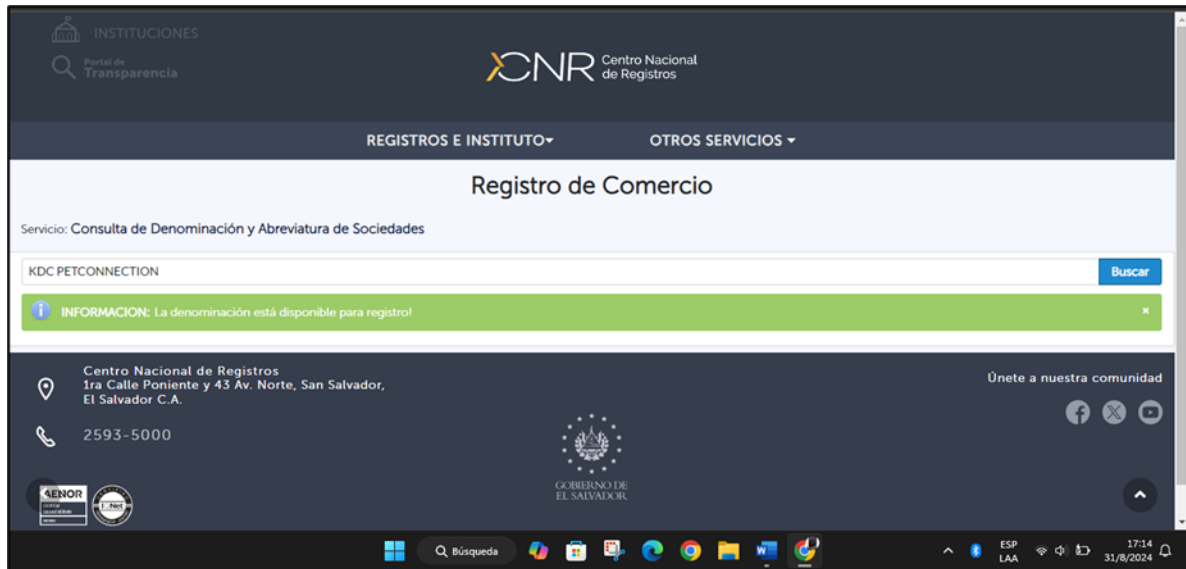 INSTITUCIONES
Portal de
Transparencia
CNR Centro Nacional
de Registros
REGISTROS E INSTITUTO
OTROS SERVICIOS
Registro de Comercio
Servicio: Consulta de Denominación y Abreviatura de Sociedades
KDC PETCONNECTION
Buscar
INFORMACION: La denominación está disponible para registro!
Centro Nacional de Registros
1ra Calle Poniente y 43 Av. Norte, San Salvador,
El Salvador C.A.
2593-5000
Únete a nuestra comunidad
GOBIERNO DE
EL SALVADOR
AENOR
Búsqueda
ESP
LAA
17:14
31/8/2024